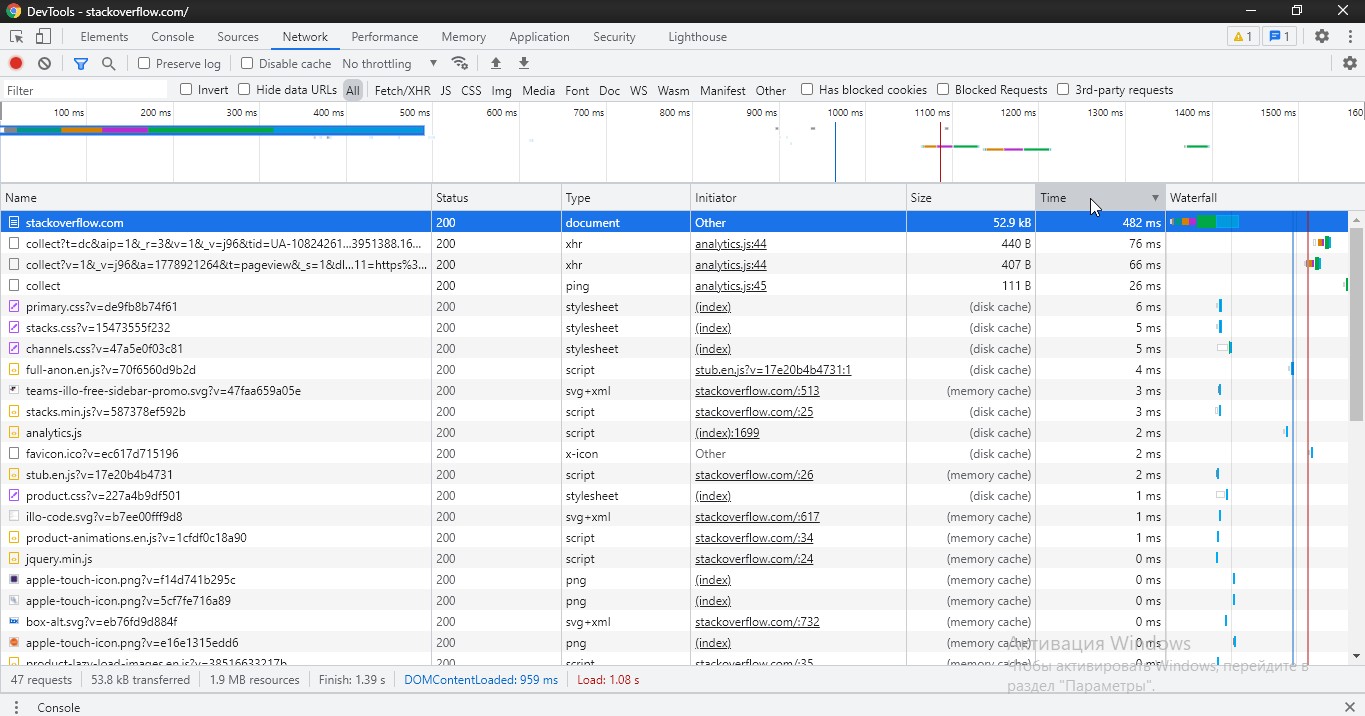 DevTools - stackoverflow.com/
Elements Console Sources Network Performance Memory Application Security Lighthouse 1 1
Preserve log Disable cache No throttling
Filter Invert Hide data URLs All Fetch/XHR JS CSS Img Media Font Doc WS Wasm Manifest Other Has blocked cookies Blocked Requests 3rd-party requests
100 ms 200 ms 300 ms 400 ms 500 ms 600 ms 700 ms 800 ms 900 ms 1000 ms 1100 ms 1200 ms 1300 ms 1400 ms 1500 ms 160
Name Status Type Initiator Size Time Waterfall
stackoverflow.com 200 document Other 52.9 kB 482 ms
collect?t=dc&aip=1&_r=3&v=1&_v=j96&tid=UA-10824261...3951388.16... 200 xhr analytics.js:44 440 B 76 ms
collect?v=1&_v=j96&a=1778921264&t=pageview&_s=1&dl...11=https%3... 200 xhr analytics.js:44 407 B 66 ms
collect 200 ping analytics.js:45 111 B 26 ms
primary.css?v=de9fb8b74f61 200 stylesheet (index) (disk cache) 6 ms
stacks.css?v=15473555f232 200 stylesheet (index) (disk cache) 5 ms
channels.css?v=47a5e0f03c81 200 stylesheet (index) (disk cache) 5 ms
full-anon.en.js?v=70f6560d9b2d 200 script stub.en.js?v=17e20b4b4731:1 (disk cache) 4 ms
teams-illo-free-sidebar-promo.svg?v=47faa659a05e 200 svg+xml stackoverflow.com/:513 (memory cache) 3 ms
stacks.min.js?v=587378ef592b 200 script stackoverflow.com/:25 (disk cache) 3 ms
analytics.js 200 script (index):1699 (disk cache) 2 ms
favicon.ico?v=ec617d715196 200 x-icon Other (disk cache) 2 ms
stub.en.js?v=17e20b4b4731 200 script stackoverflow.com/:26 (memory cache) 2 ms
product.css?v=227a4b9df501 200 stylesheet (index) (disk cache) 1 ms
illo-code.svg?v=b7ee00fff9d8 200 svg+xml stackoverflow.com/:617 (memory cache) 1 ms
product-animations.en.js?v=1cfdf0c18a90 200 script stackoverflow.com/:34 (memory cache) 1 ms
jquery.min.js 200 script stackoverflow.com/:24 (memory cache) 0 ms
apple-touch-icon.png?v=f14d741b295c 200 png (index) (memory cache) 0 ms
apple-touch-icon.png?v=5cf7fe716a89 200 png (index) (memory cache) 0 ms
box-alt.svg?v=eb76fd9d884f 200 svg+xml stackoverflow.com/:732 (memory cache) 0 ms
apple-touch-icon.png?v=e16e1315edd6 200 png (index) (memory cache) 0 ms
product-lazy-load-images.en.js?v=38516633217b 200 script stackoverflow.com/:35 (memory cache) 0 ms
Активация Windows
Чтобы активировать Windows, перейдите в
раздел "Параметры".
47 requests 53.8 kB transferred 1.9 MB resources Finish: 1.39 s DOMContentLoaded: 959 ms Load: 1.08 s
Console